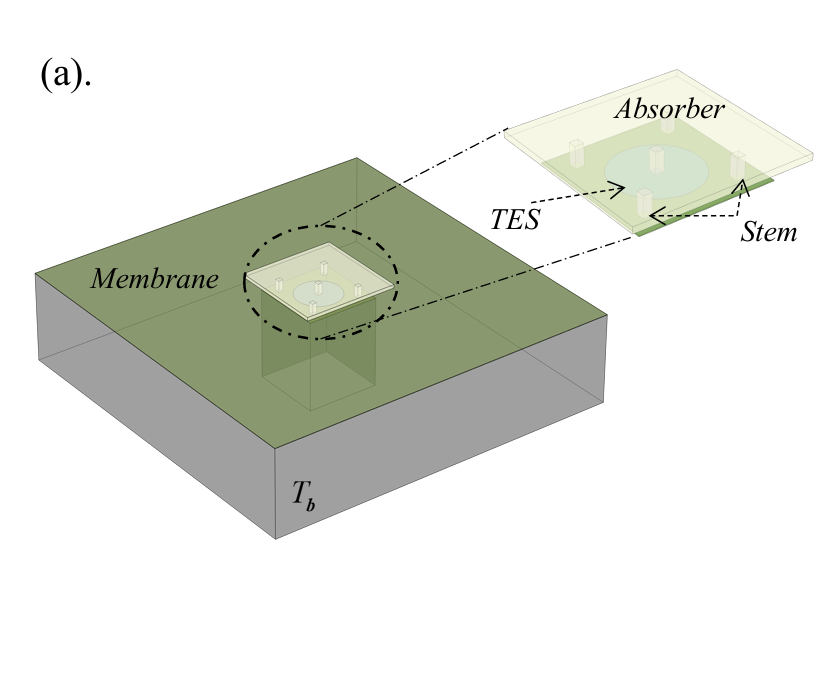 (a).
Absorber
TES
Stem
Membrane
T_b